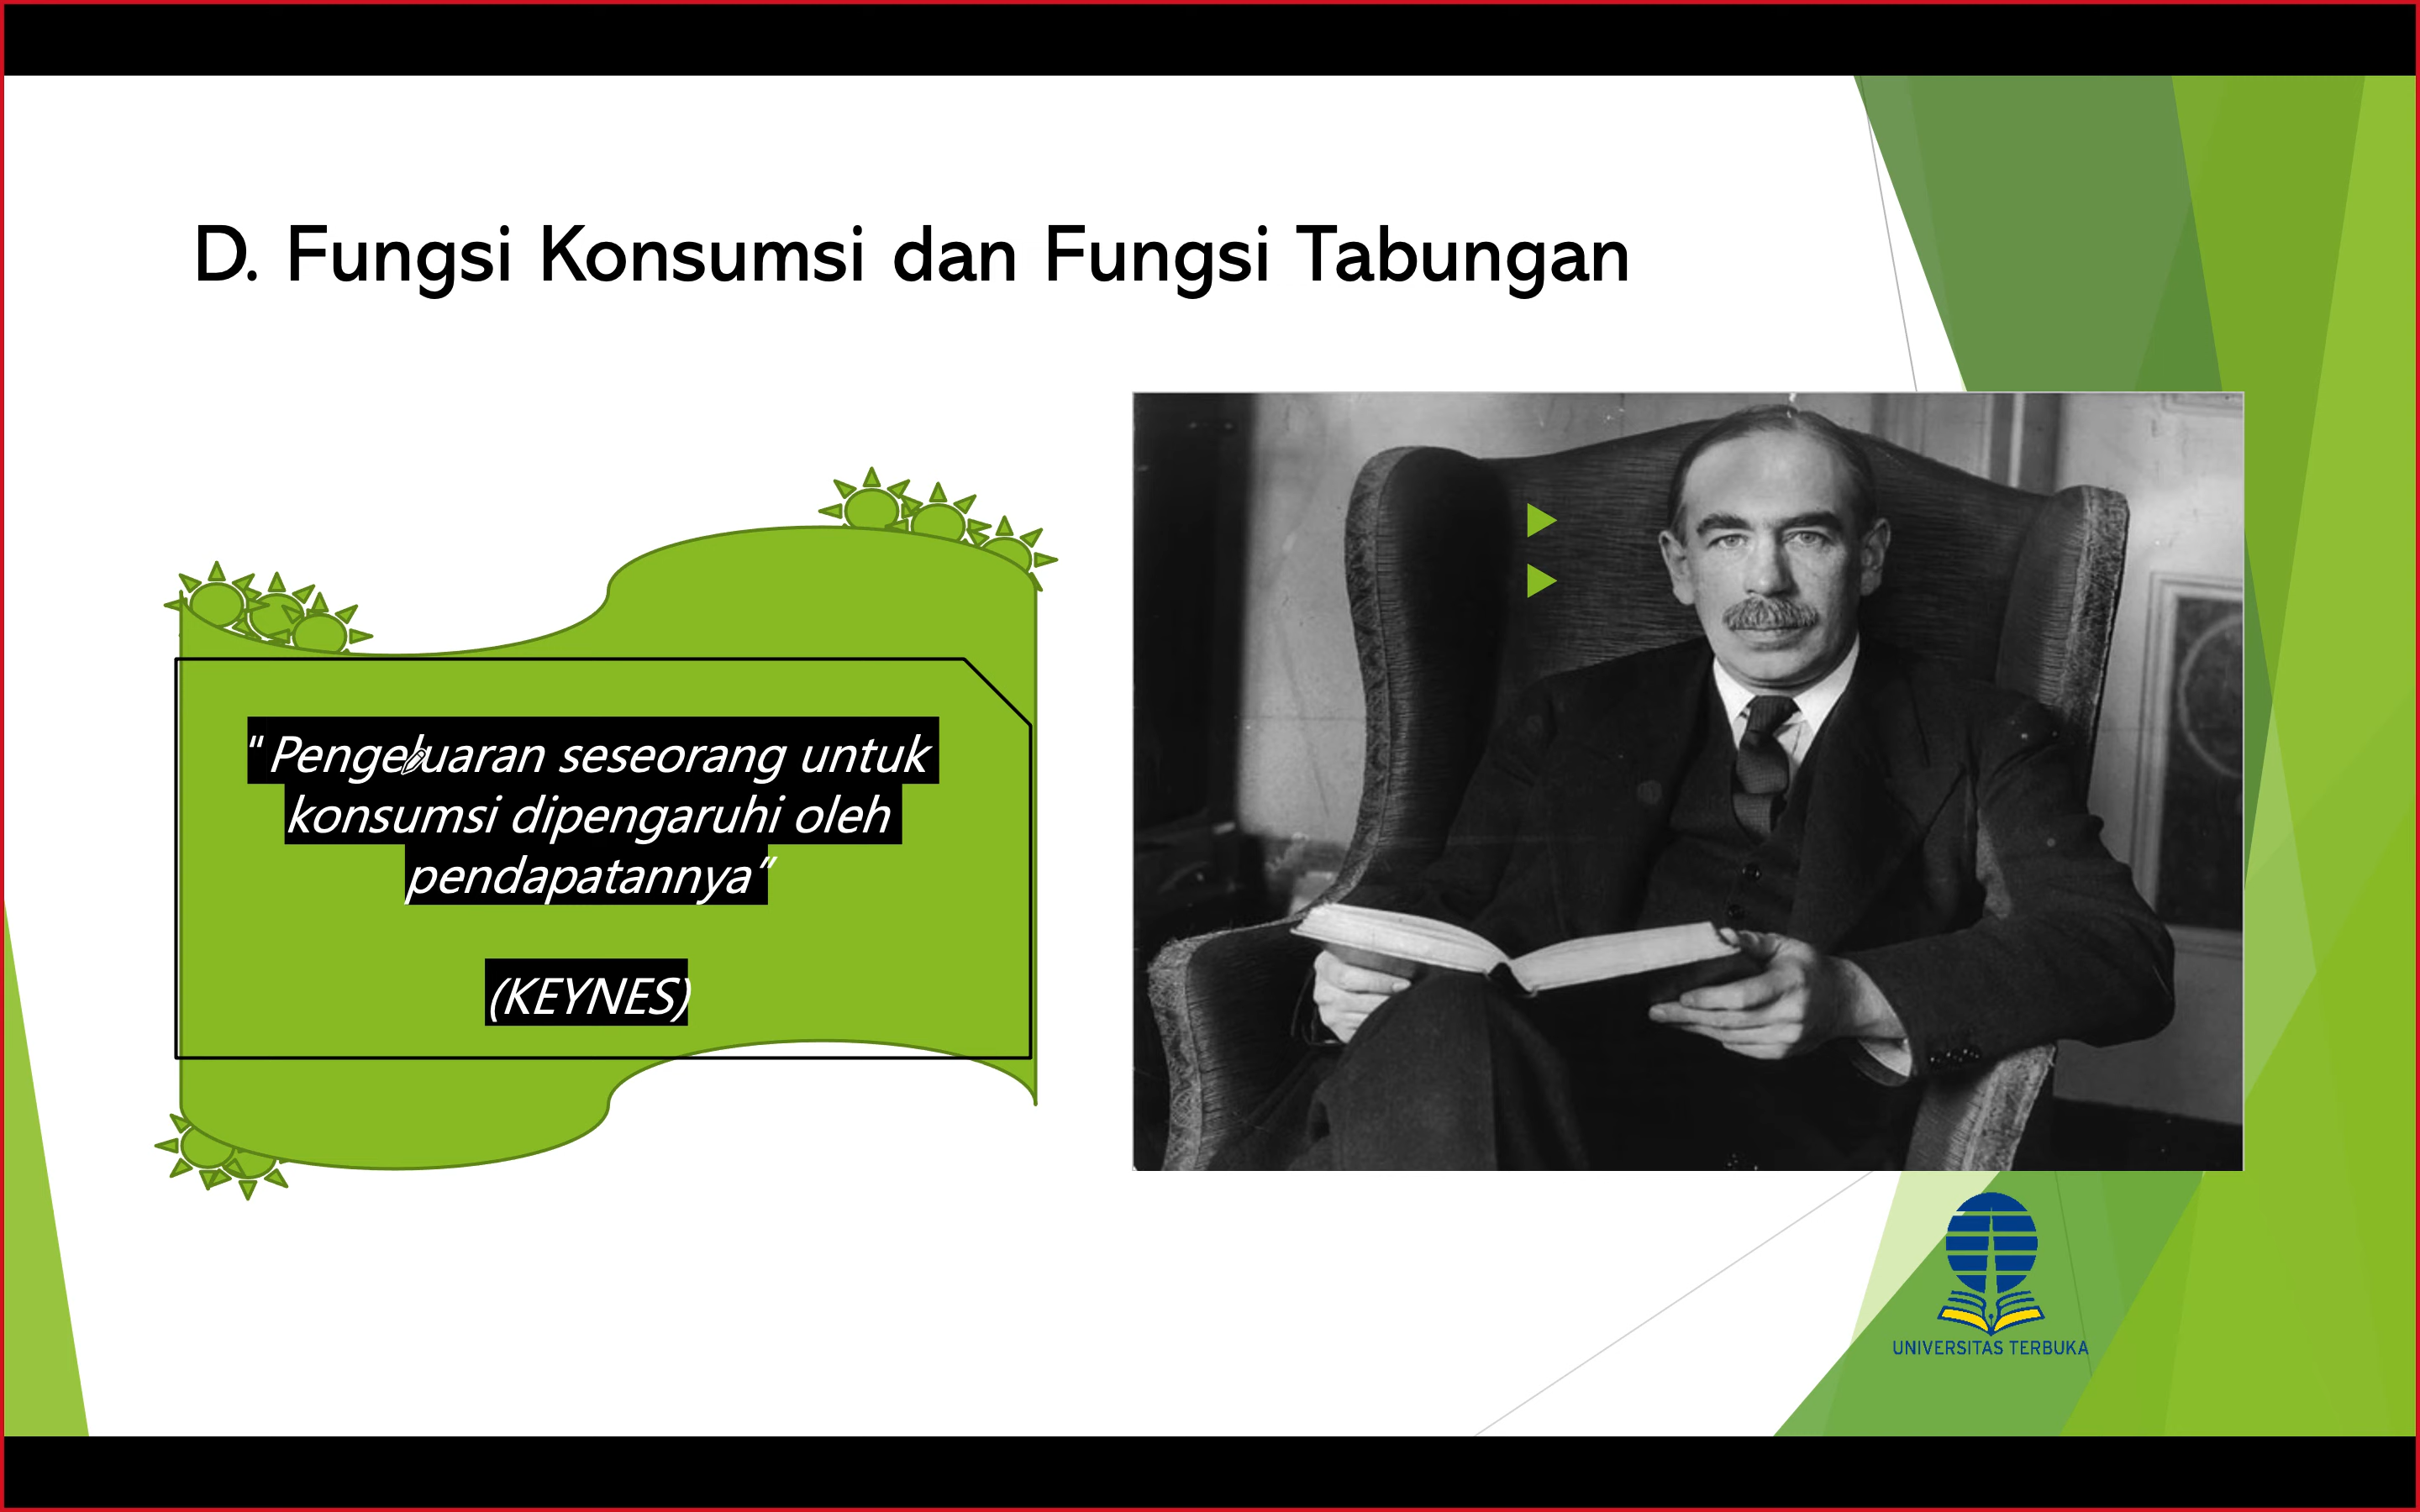 D. Fungsi Konsumsi dan Fungsi Tabungan
"Pengeluaran seseorang untuk
konsumsi dipengaruhi oleh
pendapatannya"
(KEYNES)
UNIVERSITAS TERBUKA